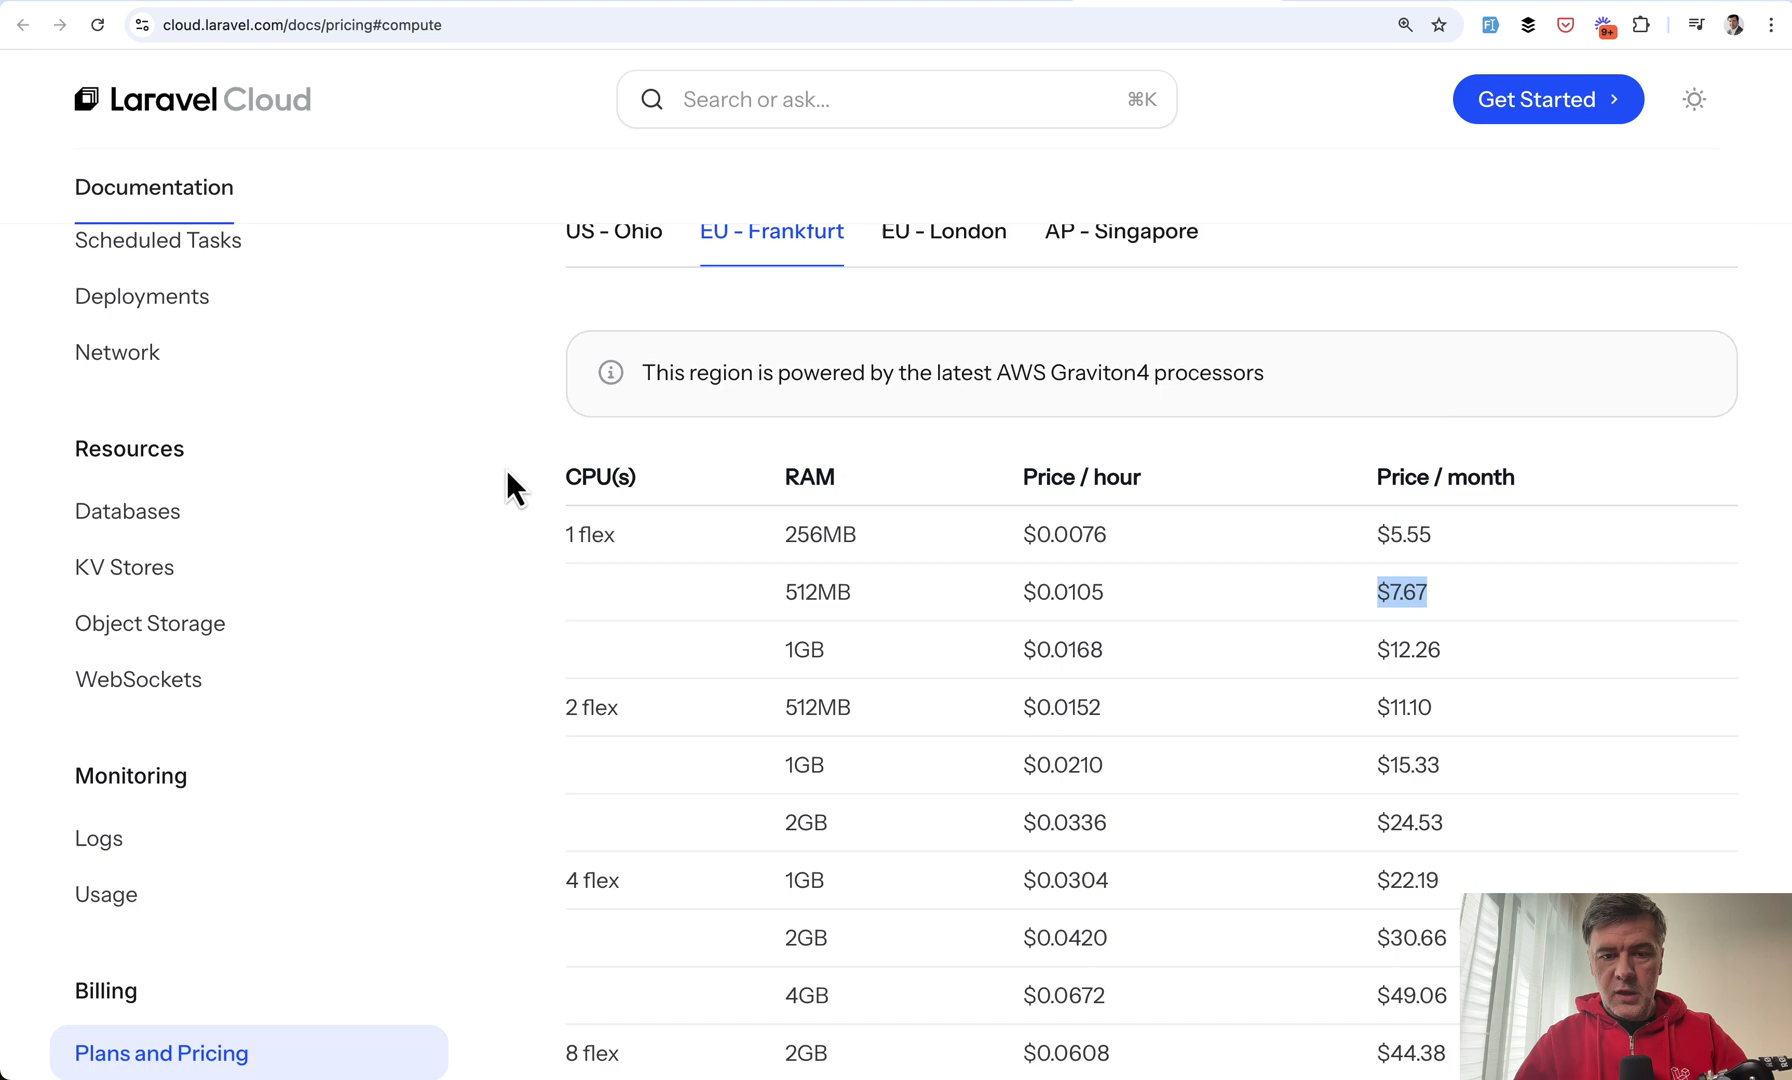 cloud.laravel.com/docs/pricing#compute
9+
Laravel Cloud
Search or ask...
⌘K
Get Started
Documentation
Scheduled Tasks
Deployments
Network
Resources
Databases
KV Stores
Object Storage
WebSockets
Monitoring
Logs
Usage
Billing
Plans and Pricing
US - Ohio EU - Frankfurt EU - London AP - Singapore
This region is powered by the latest AWS Graviton4 processors
CPU(s) RAM Price / hour Price / month
1 flex 256MB $0.0076 $5.55
512MB $0.0105 $7.67
1GB $0.0168 $12.26
2 flex 512MB $0.0152 $11.10
1GB $0.0210 $15.33
2GB $0.0336 $24.53
4 flex 1GB $0.0304 $22.19
2GB $0.0420 $30.66
4GB $0.0672 $49.06
8 flex 2GB $0.0608 $44.38